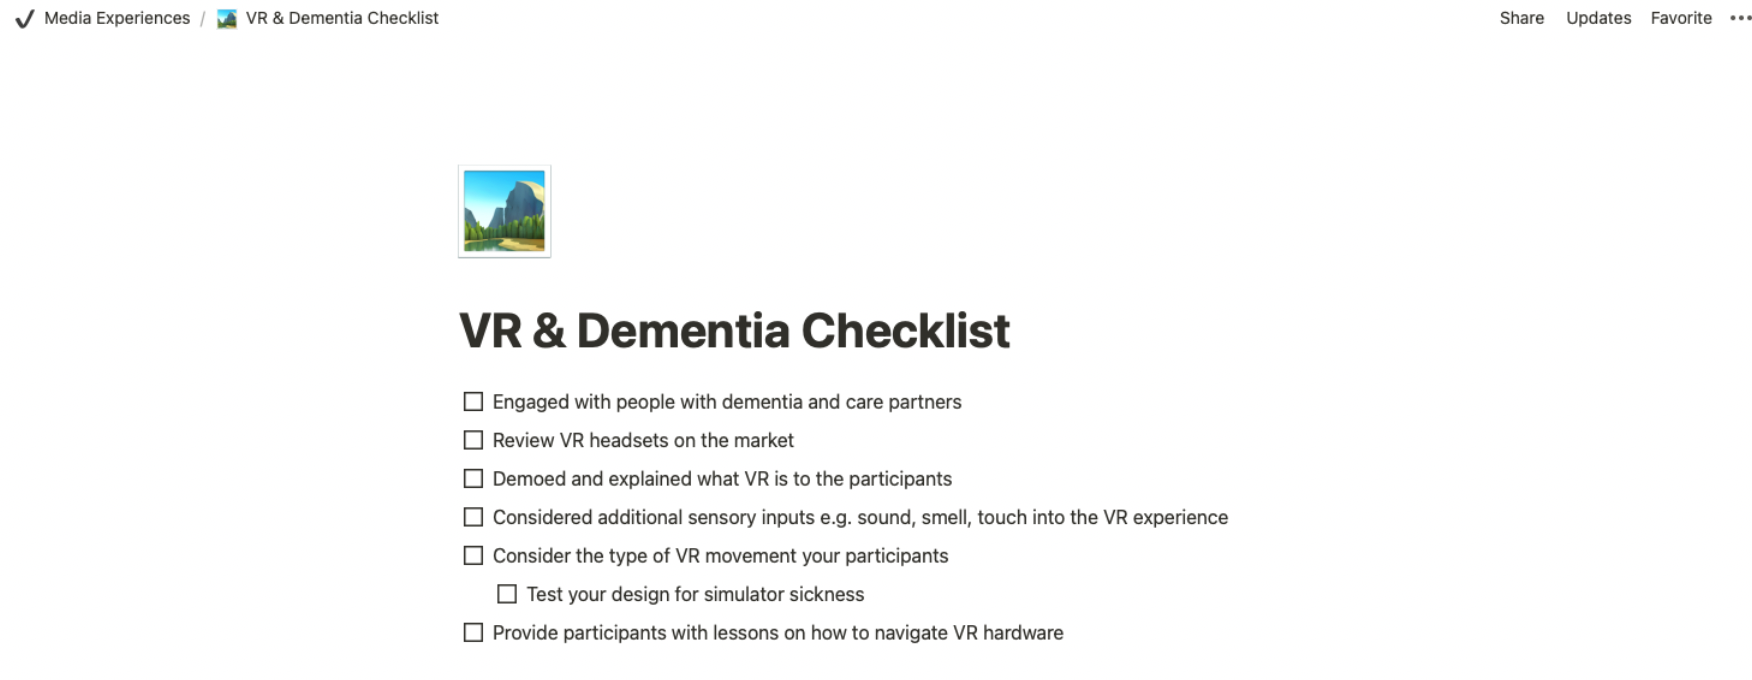 Media Experiences / VR & Dementia Checklist
Share Updates Favorite
VR & Dementia Checklist
Engaged with people with dementia and care partners
Review VR headsets on the market
Demoed and explained what VR is to the participants
Considered additional sensory inputs e.g. sound, smell, touch into the VR experience
Consider the type of VR movement your participants
Test your design for simulator sickness
Provide participants with lessons on how to navigate VR hardware